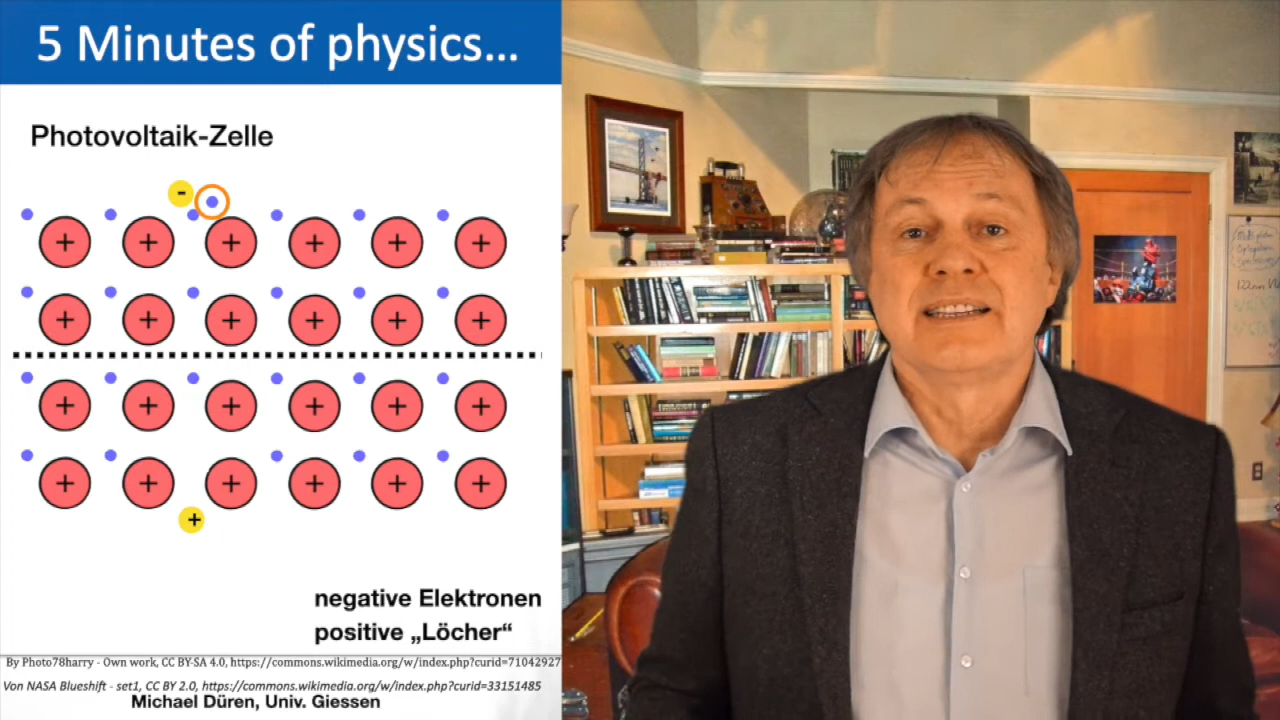 5 Minutes of physics...
Photovoltaik-Zelle
-
+ + + + + +
+ + + + + +
+ + + + + +
+ + + + + +
+
negative Elektronen
positive „Löcher“
By Photo78harry - Own work, CC BY-SA 4.0, https://commons.wikimedia.org/w/index.php?curid=71042927
Von NASA Blueshift - set1, CC BY 2.0, https://commons.wikimedia.org/w/index.php?curid=33151485
Michael Düren, Univ. Giessen